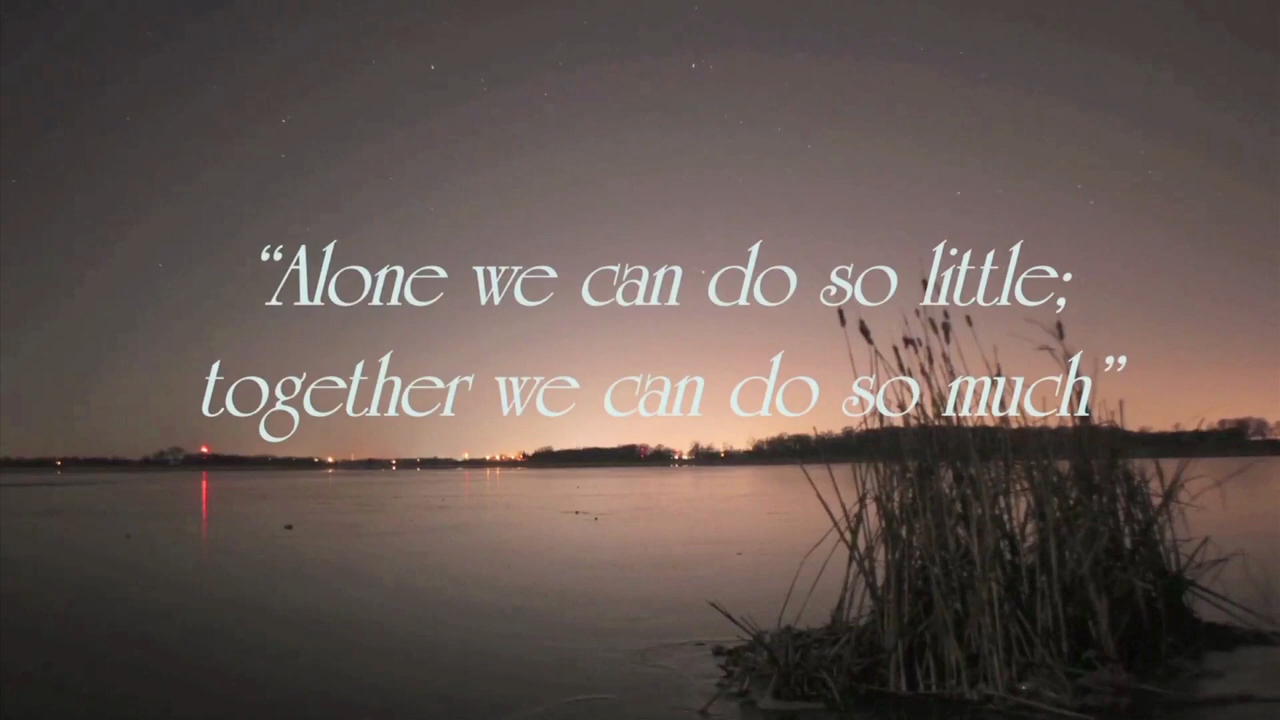 “Alone we can do so little;
together we can do so much”